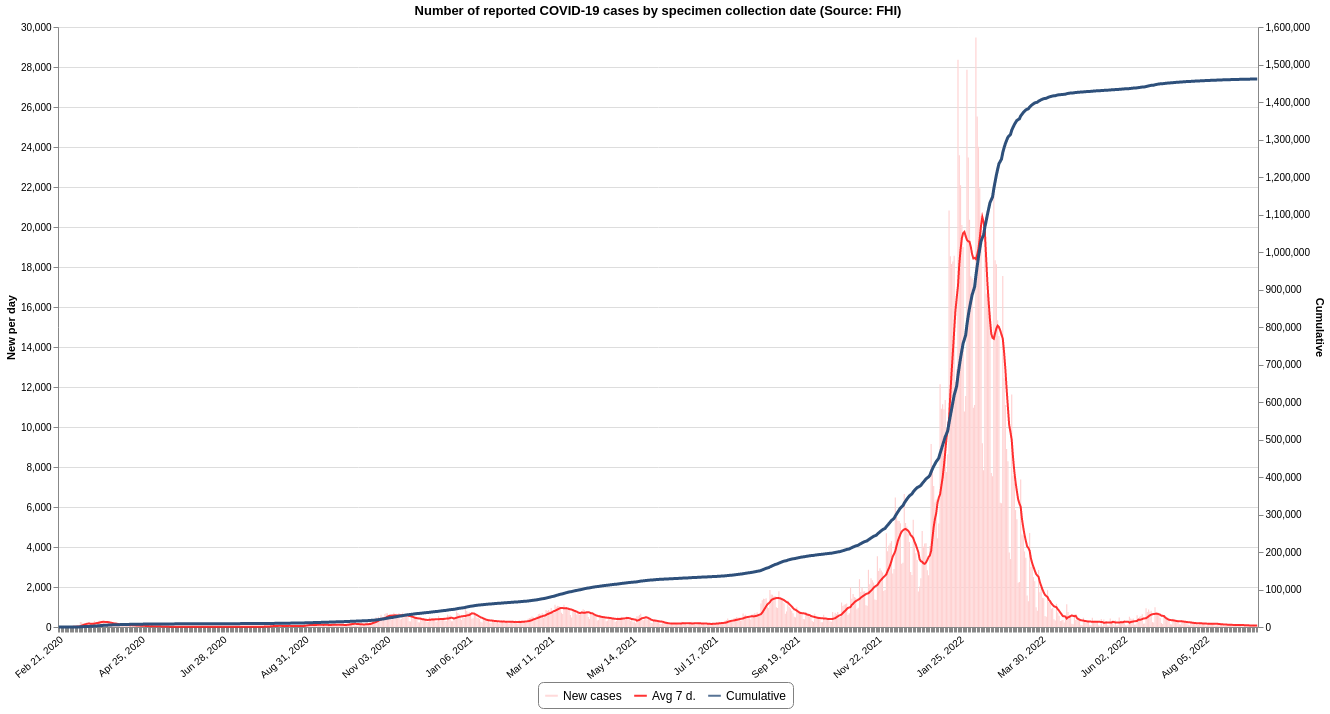 Number of reported COVID-19 cases by specimen collection date (Source: FHI)
30,000
28,000
26,000
24,000
22,000
20,000
18,000
16,000
14,000
12,000
10,000
8,000
6,000
4,000
2,000
0
New per day
1,600,000
1,500,000
1,400,000
1,300,000
1,200,000
1,100,000
1,000,000
900,000
800,000
700,000
600,000
500,000
400,000
300,000
200,000
100,000
0
Cumulative
Feb 21, 2020
Apr 25, 2020
Jun 28, 2020
Aug 31, 2020
Nov 03, 2020
Jan 06, 2021
Mar 11, 2021
May 14, 2021
Jul 17, 2021
Sep 19, 2021
Nov 22, 2021
Jan 25, 2022
Mar 30, 2022
Jun 02, 2022
Aug 05, 2022
New cases Avg 7 d. Cumulative